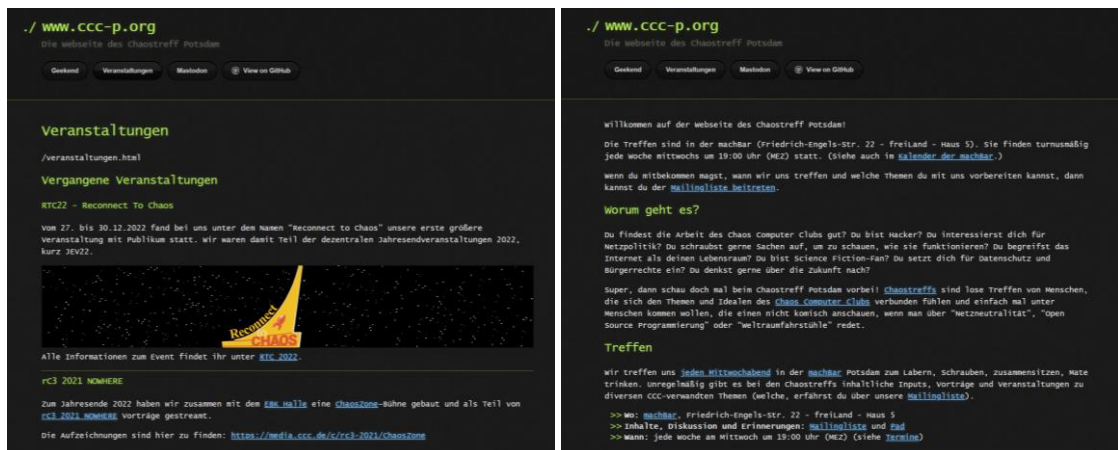 ./ www.ccc-p.org
Die Webseite des Chaostreff Potsdam
Geekend Veranstaltungen Mastodon View on GitHub
Veranstaltungen
/veranstaltungen.html
Vergangene Veranstaltungen
RTC22 - Reconnect To Chaos
Vom 27. bis 30.12.2022 fand bei uns unter dem Namen "Reconnect to Chaos" unsere erste größere
Veranstaltung mit Publikum statt. Wir waren damit Teil der dezentralen Jahresendveranstaltungen 2022,
kurz JEV22.
Reconnect
to
CHAOS
Alle Informationen zum Event findet ihr unter RTC 2022.
rC3 2021 NOWHERE
Zum Jahresende 2022 haben wir zusammen mit dem EBK Halle eine ChaosZone-Bühne gebaut und als Teil von
rC3 2021 NOWHERE Vorträge gestreamt.
Die Aufzeichnungen sind hier zu finden: https://media.ccc.de/c/rc3-2021/ChaosZone
./ www.ccc-p.org
Die Webseite des Chaostreff Potsdam
Geekend Veranstaltungen Mastodon View on GitHub
Willkommen auf der Webseite des Chaostreff Potsdam!
Die Treffen sind in der machBar (Friedrich-Engels-Str. 22 - freiLand - Haus 5). Sie finden turnusmäßig
jede Woche mittwochs um 19:00 Uhr (MEZ) statt. (Siehe auch im Kalender der machBar.)
Wenn du mitbekommen magst, wann wir uns treffen und welche Themen du mit uns vorbereiten kannst, dann
kannst du der Mailingliste beitreten.
Worum geht es?
Du findest die Arbeit des Chaos Computer Clubs gut? Du bist Hacker? Du interessierst dich für
Netzpolitik? Du schraubst gerne Sachen auf, um zu schauen, wie sie funktionieren? Du begreifst das
Internet als deinen Lebensraum? Du bist Science Fiction-Fan? Du setzt dich für Datenschutz und
Bürgerrechte ein? Du denkst gerne über die Zukunft nach?
Super, dann schau doch mal beim Chaostreff Potsdam vorbei! Chaostreffs sind lose Treffen von Menschen,
die sich den Themen und Idealen des Chaos Computer Clubs verbunden fühlen und einfach mal unter
Menschen kommen wollen, die einen nicht komisch anschauen, wenn man über "Netzneutralität", "Open
Source Programmierung" oder "Weltraumfahrstühle" redet.
Treffen
Wir treffen uns jeden Mittwochabend in der machBar Potsdam zum Labern, Schrauben, zusammensitzen, Mate
trinken. Unregelmäßig gibt es bei den Chaostreffs inhaltliche Inputs, Vorträge und Veranstaltungen zu
diversen CCC-verwandten Themen (welche, erfährst du über unsere Mailingliste).
>> Wo: machBar, Friedrich-Engels-Str. 22 - freiLand - Haus 5
>> Inhalte, Diskussion und Erinnerungen: Mailingliste und Pad
>> Wann: jede Woche am Mittwoch um 19:00 Uhr (MEZ) (siehe Termine)